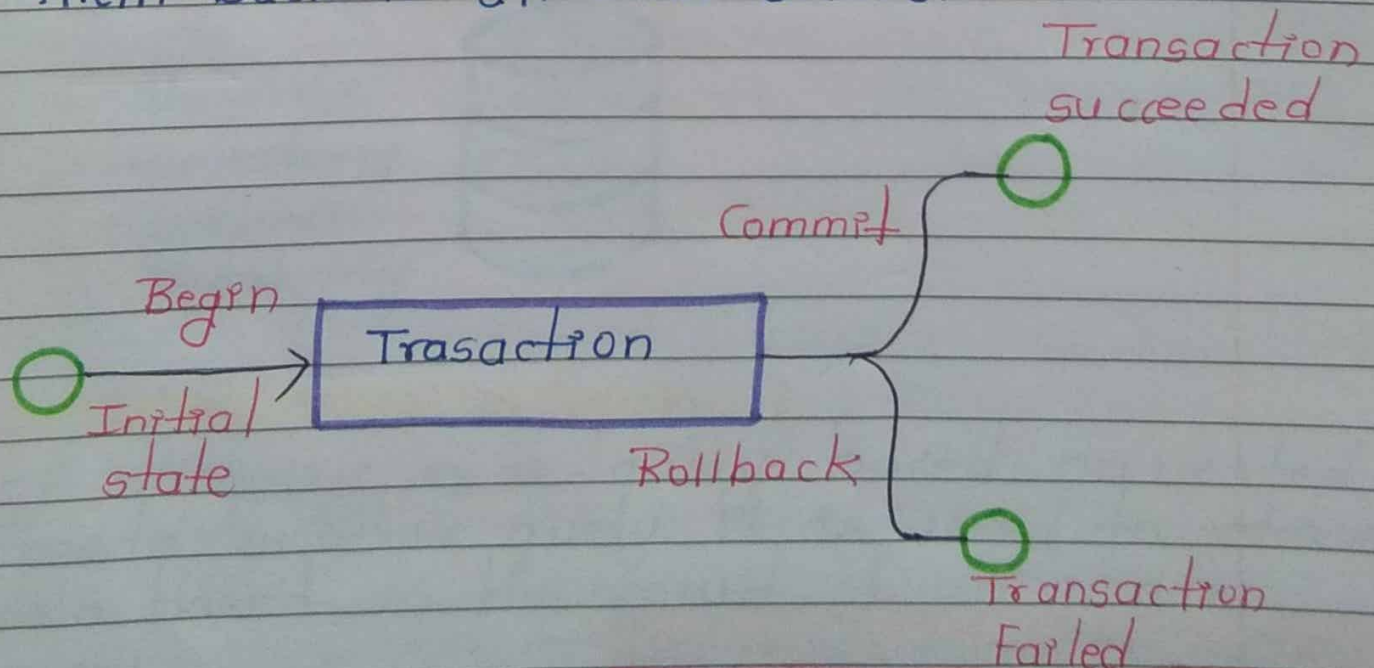 Transaction
succeeded
Commit
Begin
Trasaction
Initial
state
Rollback
Transaction
Failed